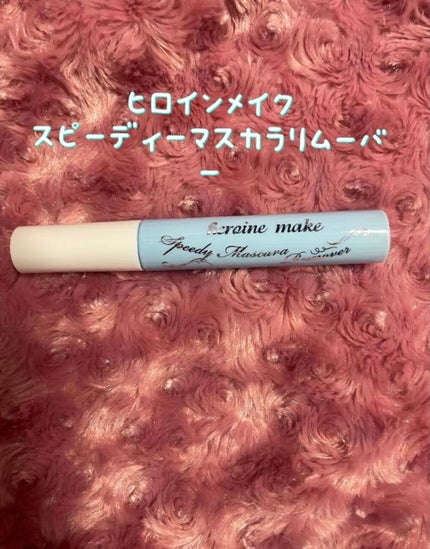 ヒロインメイク
スピーディーマスカラリムーバ
ー
heroine make
Speedy Mascara
Remover